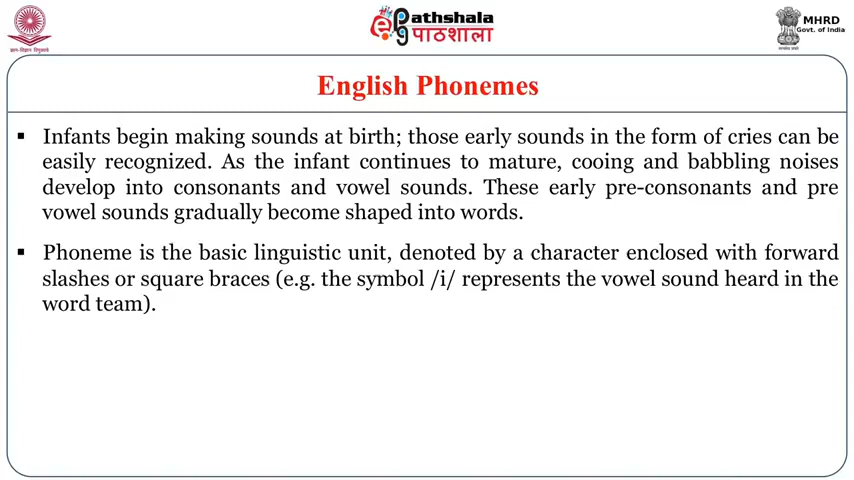 ePathshala
पाठशाला
MHRD
Govt. of India
English Phonemes
▪ Infants begin making sounds at birth; those early sounds in the form of cries can be
easily recognized. As the infant continues to mature, cooing and babbling noises
develop into consonants and vowel sounds. These early pre-consonants and pre
vowel sounds gradually become shaped into words.
▪ Phoneme is the basic linguistic unit, denoted by a character enclosed with forward
slashes or square braces (e.g. the symbol /i/ represents the vowel sound heard in the
word team).